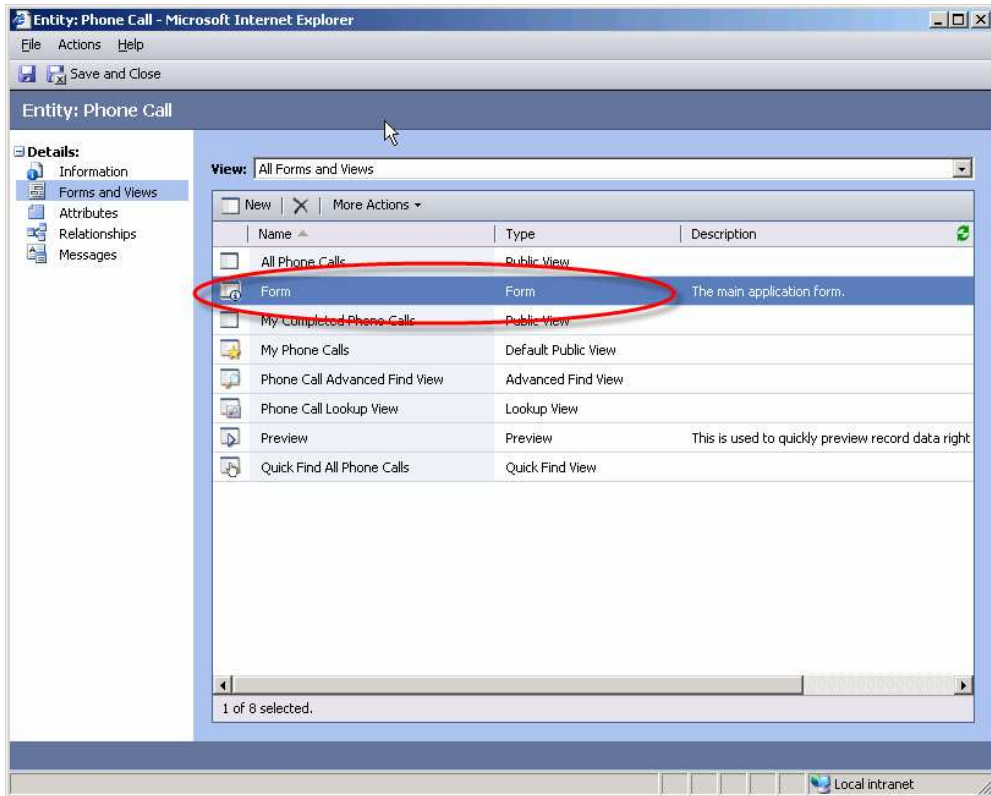 Entity: Phone Call - Microsoft Internet Explorer
File Actions Help
Save and Close
Entity: Phone Call
Details:
Information
Forms and Views
Attributes
Relationships
Messages
View: All Forms and Views
New More Actions
Name Type Description
All Phone Calls Public View
Form Form The main application form.
My Completed Phone Calls Public View
My Phone Calls Default Public View
Phone Call Advanced Find View Advanced Find View
Phone Call Lookup View Lookup View
Preview Preview This is used to quickly preview record data right
Quick Find All Phone Calls Quick Find View
1 of 8 selected.
Local intranet